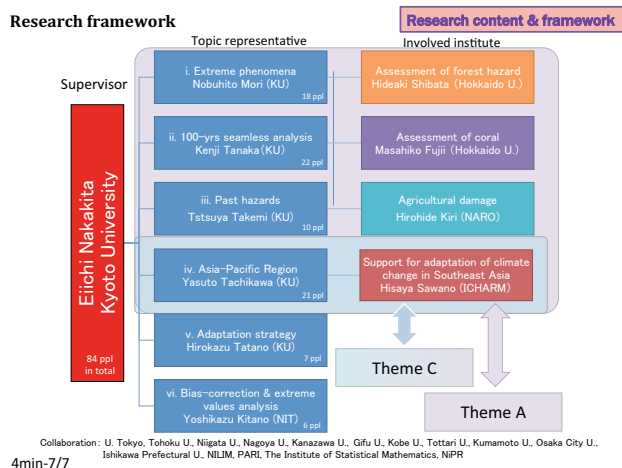 Research framework
Research content & framework
Topic representative
Involved institute
Supervisor
Eiichi Nakakita
Kyoto University
84 ppl
in total
i. Extreme phenomena
Nobuhito Mori (KU)
18 ppl
Assessment of forest hazard
Hideaki Shibata (Hokkaido U.)
ii. 100-yrs seamless analysis
Kenji Tanaka(KU)
22 ppl
Assessment of coral
Masahiko Fujii (Hokkaido U.)
iii. Past hazards
Tstsuya Takemi (KU)
10 ppl
Agricultural damage
Hirohide Kiri (NARO)
iv. Asia-Pacific Region
Yasuto Tachikawa (KU)
21 ppl
Support for adaptation of climate
change in Southeast Asia
Hisaya Sawano (ICHARM)
v. Adaptation strategy
Hirokazu Tatano (KU)
7 ppl
Theme C
vi. Bias-correction & extreme
values analysis
Yoshikazu Kitano (NIT)
6 ppl
Theme A
Collaboration: U. Tokyo, Tohoku U., Niigata U., Nagoya U., Kanazawa U., Gifu U., Kobe U., Tottari U., Kumamoto U., Osaka City U.,
Ishikawa Prefectural U., NILIM, PARI, The Institute of Statistical Mathematics, NiPR
4min-7/7